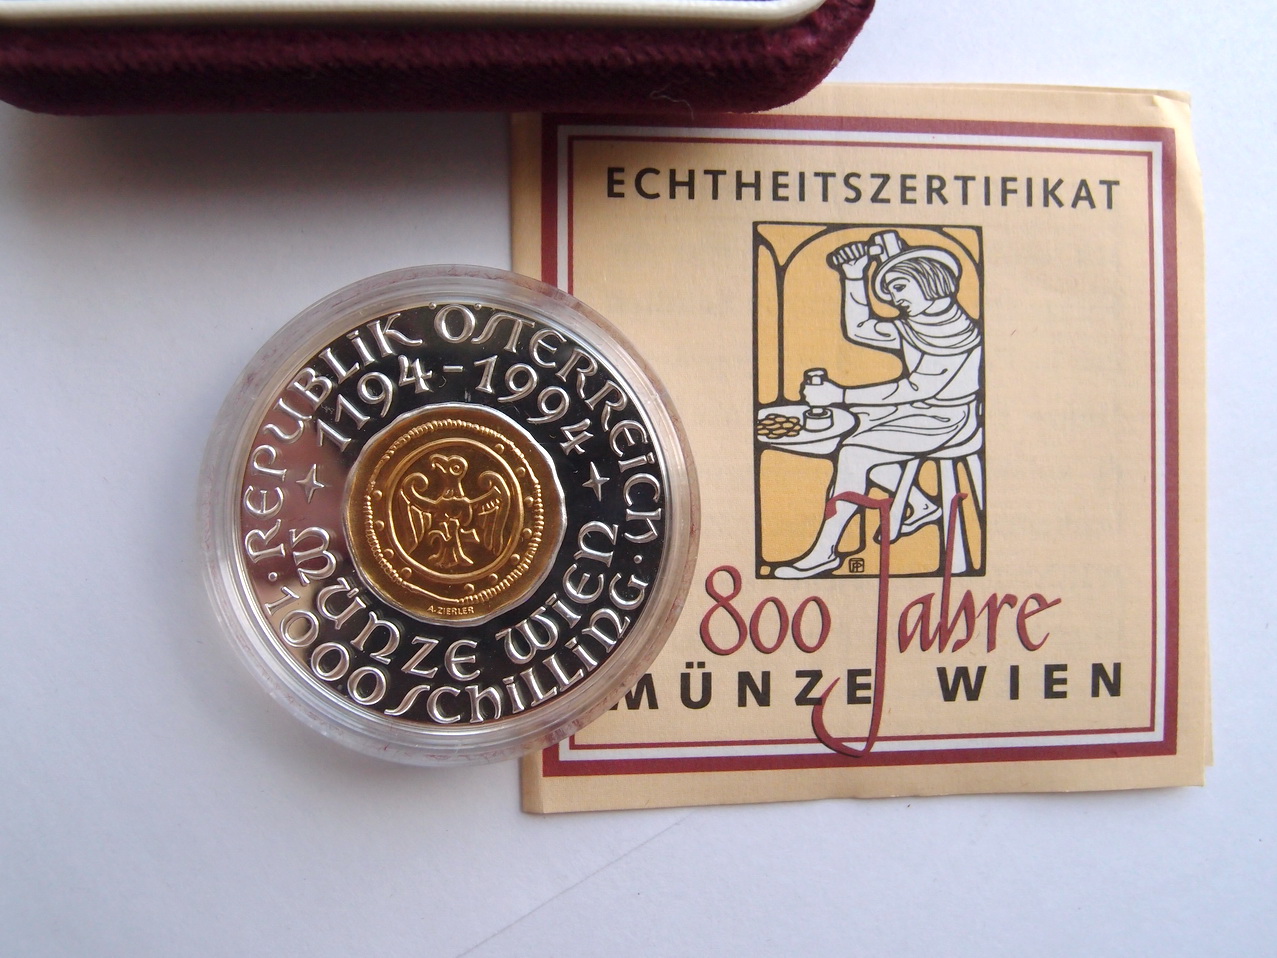 ECHTHEITSZERTIFIKAT
800 Jahre
MÜNZE WIEN
· REPUBLIK ÖSTERREICH ·
1194-1994
MÜNZE WIEN
1000 SCHILLING
A. ZIERLER